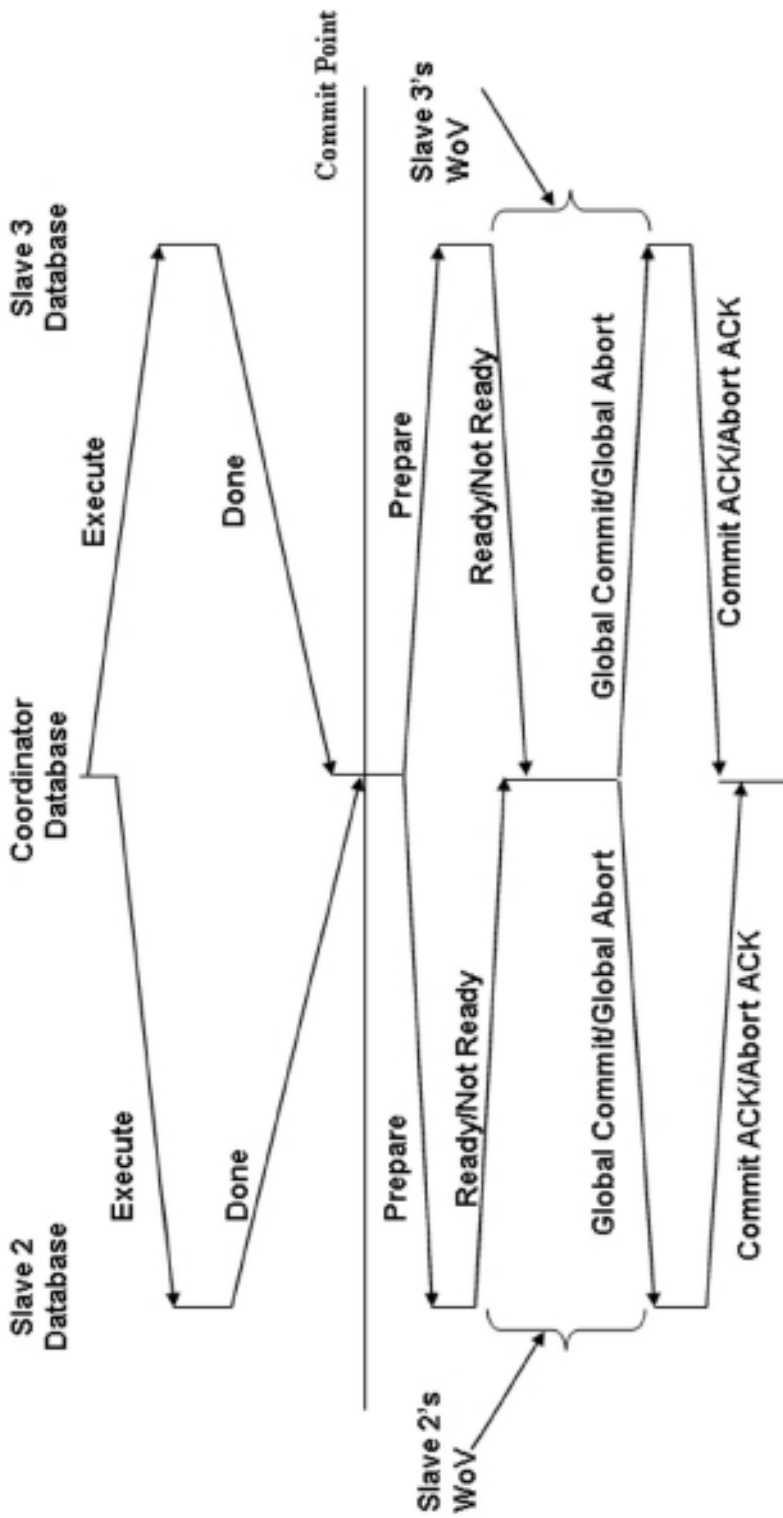 Slave 2
Database
Coordinator
Database
Slave 3
Database
Execute
Execute
Done
Done
Commit Point
Prepare
Prepare
Slave 2's
WoV
Ready/Not Ready
Ready/Not Ready
Slave 3's
WoV
Global Commit/Global Abort
Global Commit/Global Abort
Commit ACK/Abort ACK
Commit ACK/Abort ACK